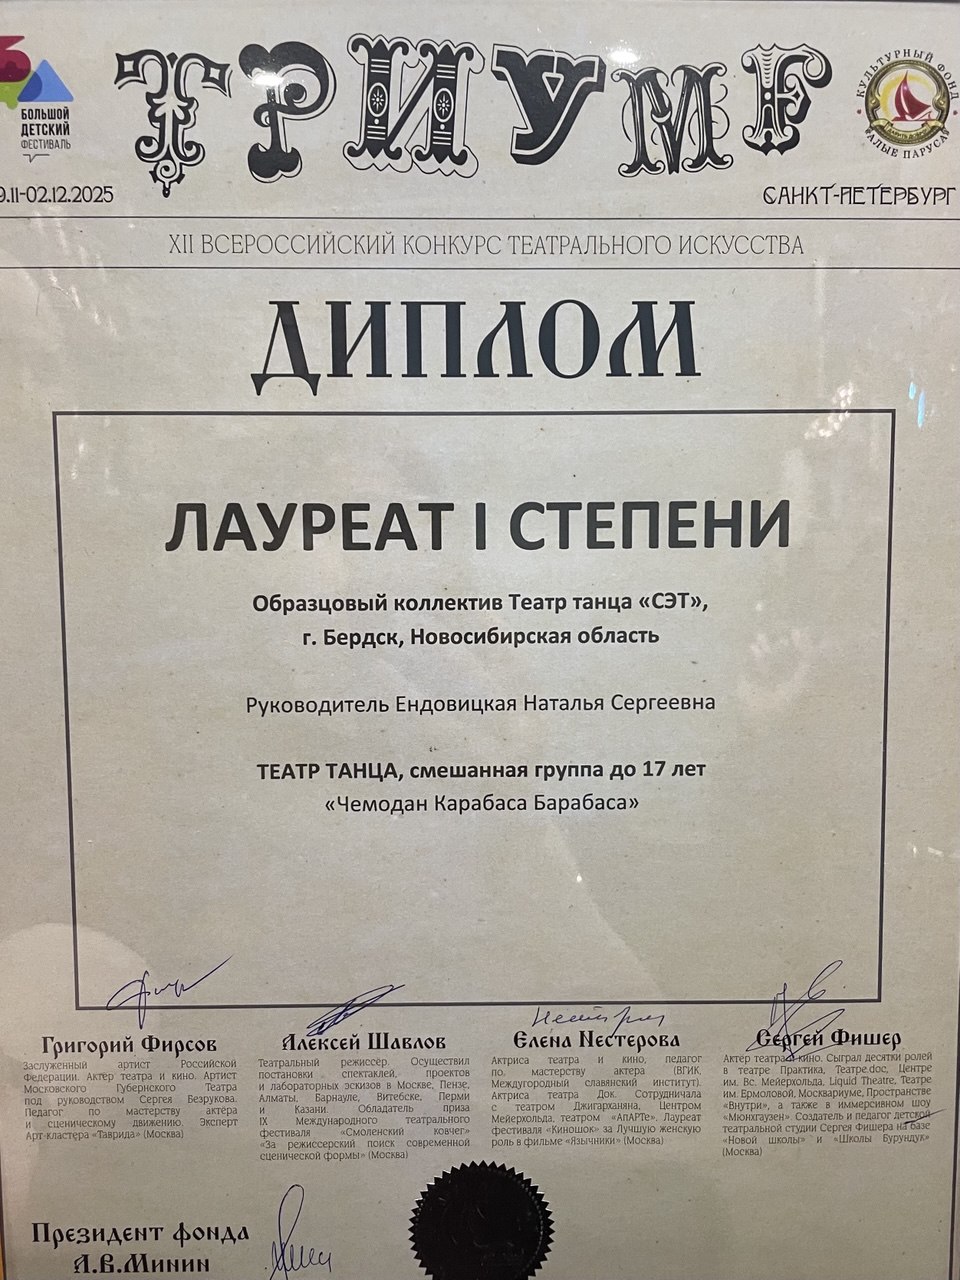 ТРИУМF
БОЛЬШОЙ
ДЕТСКИЙ
ФЕСТИВАЛЬ
КУЛЬТУРНЫЙ ФОНД
АЛЫЕ ПАРУСА
9.11-02.12.2025
САНКТ-ПЕТЕРБУРГ
XII ВСЕРОССИЙСКИЙ КОНКУРС ТЕАТРАЛЬНОГО ИСКУССТВА
ДИПЛОМ
ЛАУРЕАТ I СТЕПЕНИ
Образцовый коллектив Театр танца «СЭТ»,
г. Бердск, Новосибирская область
Руководитель Ендовицкая Наталья Сергеевна
ТЕАТР ТАНЦА, смешанная группа до 17 лет
«Чемодан Карабаса Барабаса»
Григорий Фирсов
Заслуженный артист Российской
Федерации. Актер театра и кино. Артист
Московского Губернского Театра
под руководством Сергея Безрукова.
Педагог по мастерству актёра
и сценическому движению. Эксперт
Арт-кластера «Таврида» (Москва)
Алексей Шавлов
Театральный режиссёр. Осуществил
постановки спектаклей, проектов
и лабораторных эскизов в Москве, Пензе,
Алматы, Барнауле, Витебске, Перми
и Казани. Обладатель приза
IX Международного театрального
фестиваля «Смоленский ковчег»
«За режиссерский поиск современной
сценической формы» (Москва)
Елена Нестерова
Актриса театра и кино, педагог
по мастерству актера (ВГИК,
Международный славянский институт).
Актриса театра Док. Сотрудничала
с театром Джигарханяна, Центром
Мейерхольда, театром «АпАРТе». Лауреат
фестиваля «Киношок» за Лучшую женскую
роль в фильме «Язычники» (Москва)
Сергей Фишер
Актер театра и кино. Сыграл десятки ролей
в театре Практика, Театре.doc, Центре
им. Вс. Мейерхольда, Liquid Theatre, Театре
им. Ермоловой, Москвариуме, Пространстве
«Внутри», а также в иммерсивном шоу
«Мюнхгаузен». Создатель и педагог детской
театральной студии Сергея Фишера на базе
«Новой школы» и «Школы Бурундук»
(Москва)
Президент фонда
А.В.Минин